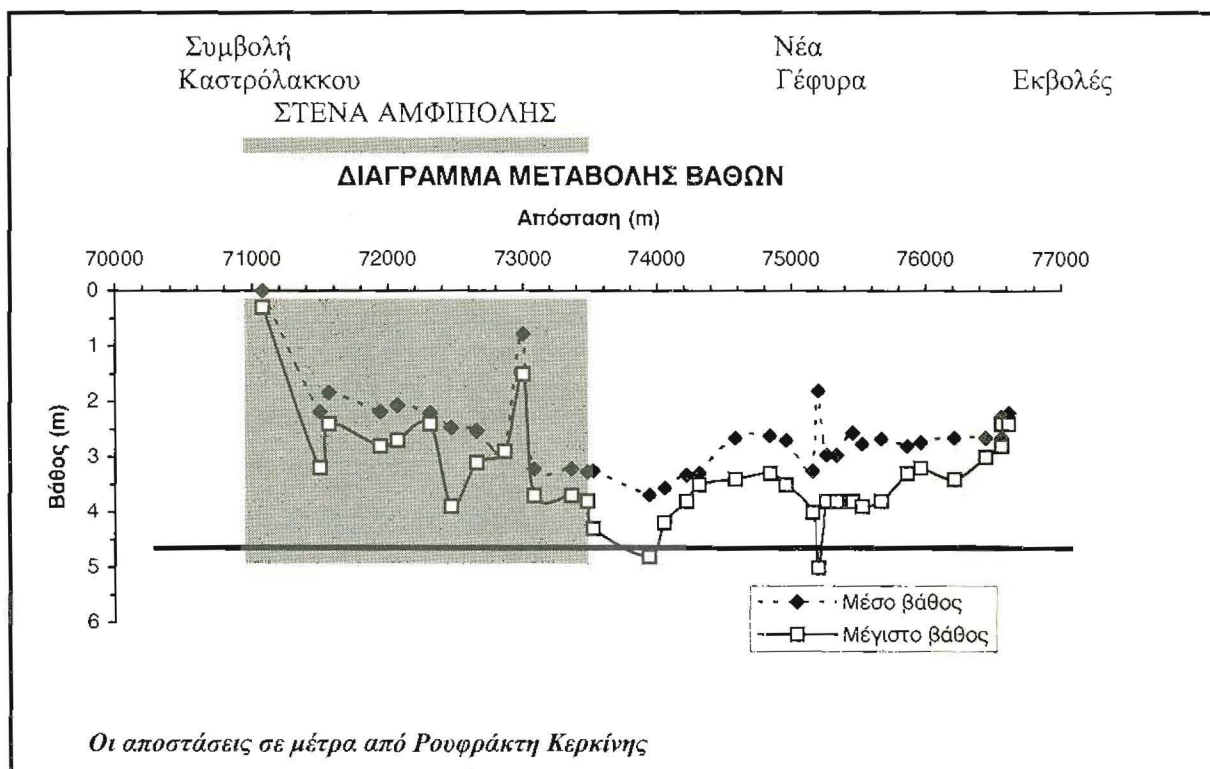 Συμβολή Νέα
Καστρόλακκου Γέφυρα Εκβολές
ΣΤΕΝΑ ΑΜΦΙΠΟΛΗΣ
ΔΙΑΓΡΑΜΜΑ ΜΕΤΑΒΟΛΗΣ ΒΑΘΩΝ
Απόσταση (m)
70000 71000 72000 73000 74000 75000 76000 77000
0
1
2
3
4
5
6
Βάθος (m)
Μέσο βάθος
Μέγιστο βάθος
Οι αποστάσεις σε μέτρα από Ρουφράκτη Κερκίνης